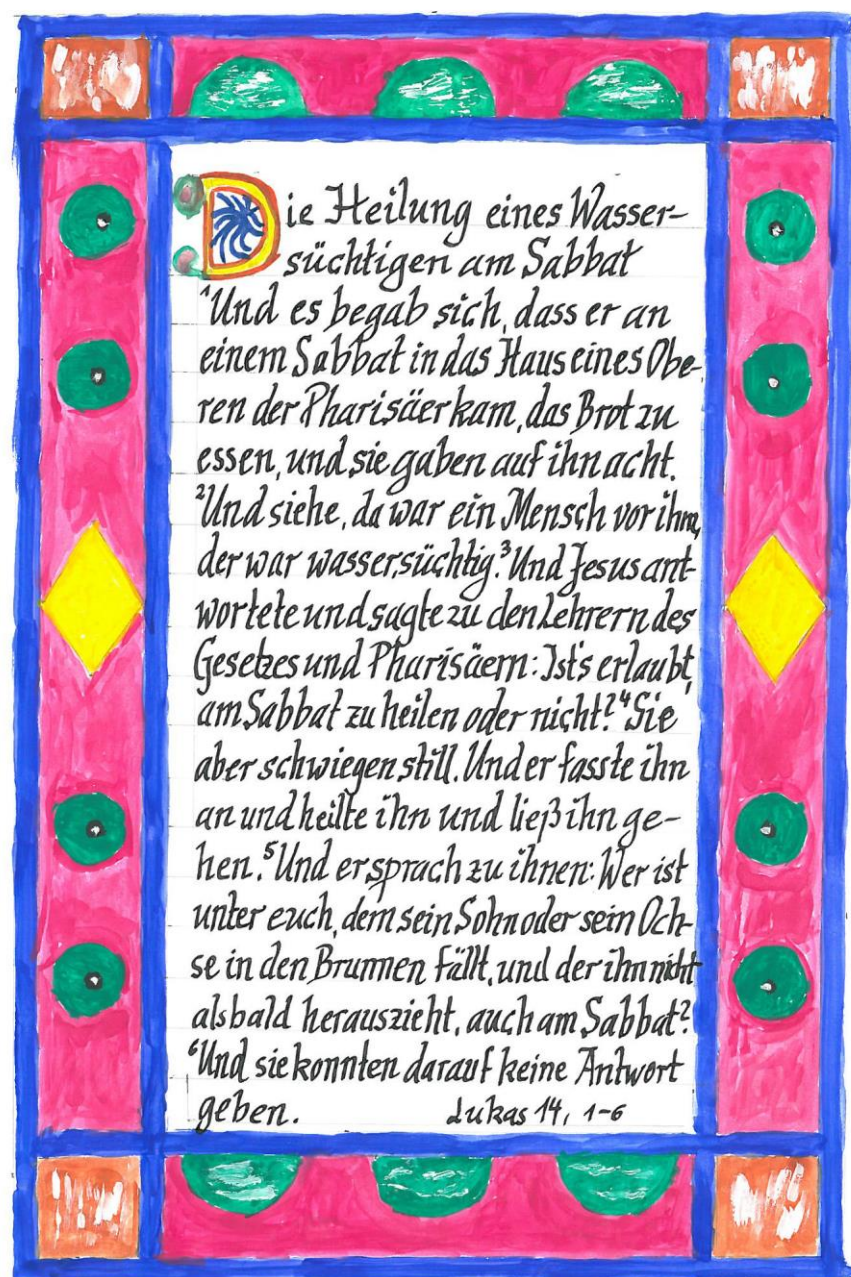 Die Heilung eines Wasser-
süchtigen am Sabbat
¹Und es begab sich, dass er an
einem Sabbat in das Haus eines Obe-
ren der Pharisäer kam, das Brot zu
essen, und sie gaben auf ihn acht.
²Und siehe, da war ein Mensch vor ihm,
der war wassersüchtig.³Und Jesus ant-
wortete und sagte zu den Lehrern des
Gesetzes und Pharisäern: Ist's erlaubt,
am Sabbat zu heilen oder nicht?⁴Sie
aber schwiegen still. Und er fasste ihn
an und heilte ihn und ließ ihn ge-
hen.⁵Und er sprach zu ihnen: Wer ist
unter euch, dem sein Sohn oder sein Och-
se in den Brunnen fällt, und der ihn nicht
alsbald herauszieht, auch am Sabbat?
⁶Und sie konnten darauf keine Antwort
geben. Lukas 14, 1-6